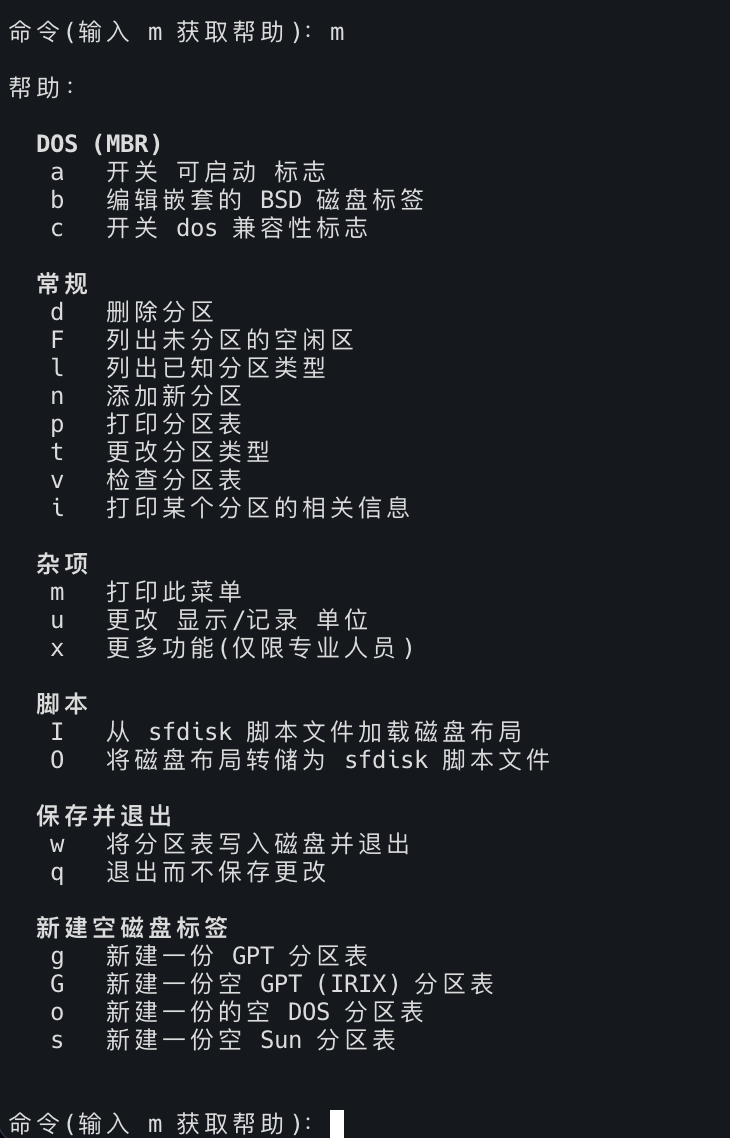 命令(输入 m 获取帮助)： m
帮助：
DOS (MBR)
a 开关 可启动 标志
b 编辑嵌套的 BSD 磁盘标签
c 开关 dos 兼容性标志
常规
d 删除分区
F 列出未分区的空闲区
l 列出已知分区类型
n 添加新分区
p 打印分区表
t 更改分区类型
v 检查分区表
i 打印某个分区的相关信息
杂项
m 打印此菜单
u 更改 显示/记录 单位
x 更多功能(仅限专业人员)
脚本
I 从 sfdisk 脚本文件加载磁盘布局
O 将磁盘布局转储为 sfdisk 脚本文件
保存并退出
w 将分区表写入磁盘并退出
q 退出而不保存更改
新建空磁盘标签
g 新建一份 GPT 分区表
G 新建一份空 GPT (IRIX) 分区表
o 新建一份的空 DOS 分区表
s 新建一份空 Sun 分区表
命令(输入 m 获取帮助)：